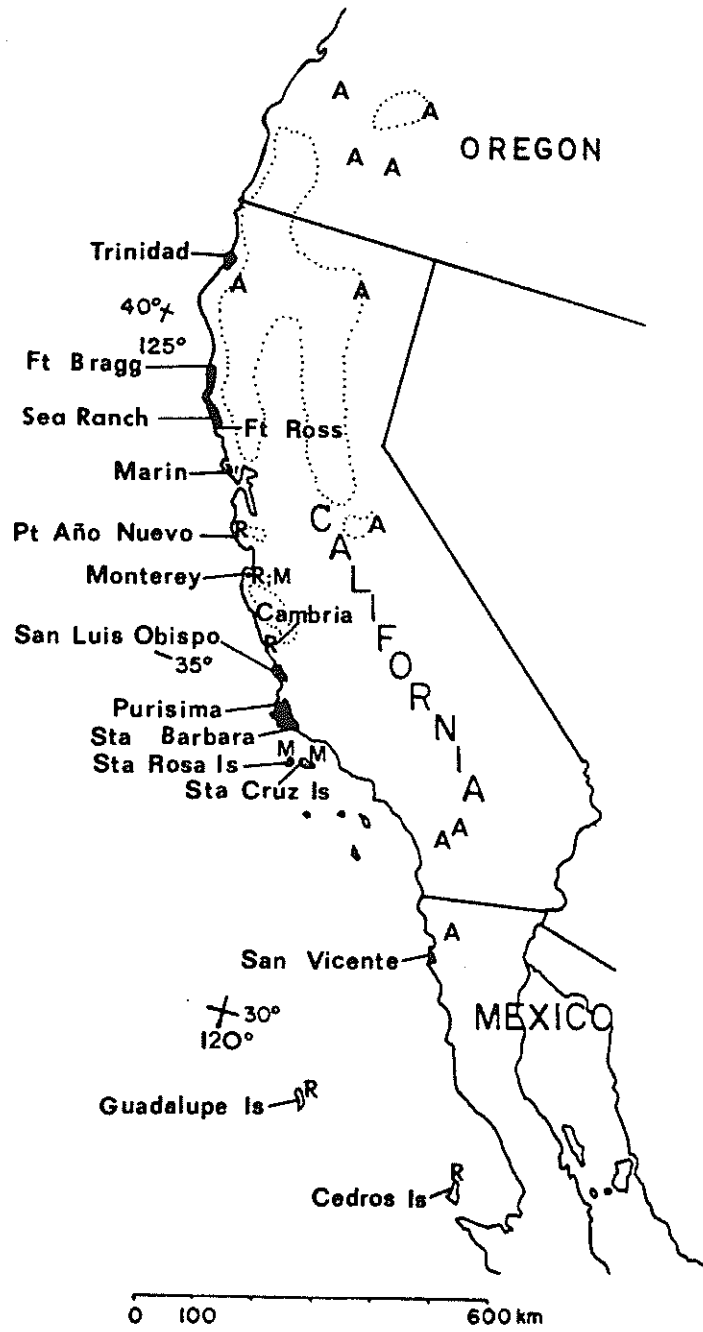 A
A
OREGON
A
A
Trinidad
A
A
40°
125°
Ft Bragg
Sea Ranch
Ft Ross
Marin
Pt Año Nuevo
R
A
CALIFORNIA
Monterey
R,M
Cambria
San Luis Obispo
R
35°
Purisima
Sta Barbara
M
M
Sta Rosa Is
Sta Cruz Is
A
A
A
San Vicente
30°
120°
MEXICO
Guadalupe Is
R
R
Cedros Is
0 100 600 km